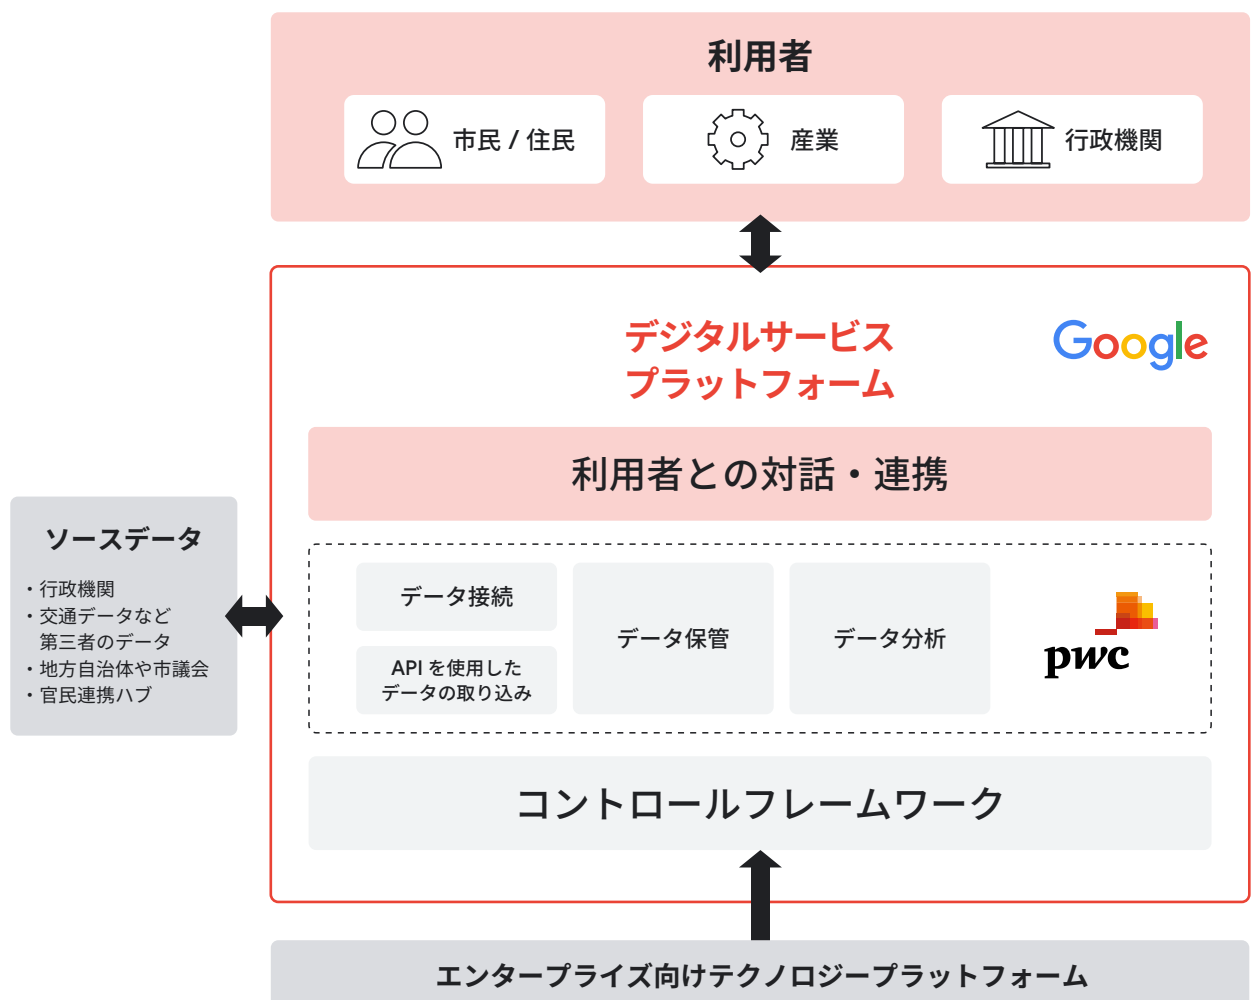 利用者
市民 / 住民
産業
行政機関
デジタルサービス
プラットフォーム
Google
利用者との対話・連携
ソースデータ
・行政機関
・交通データなど
第三者のデータ
・地方自治体や市議会
・官民連携ハブ
データ接続
API を使用した
データの取り込み
データ保管
データ分析
pwc
コントロールフレームワーク
エンタープライズ向けテクノロジープラットフォーム